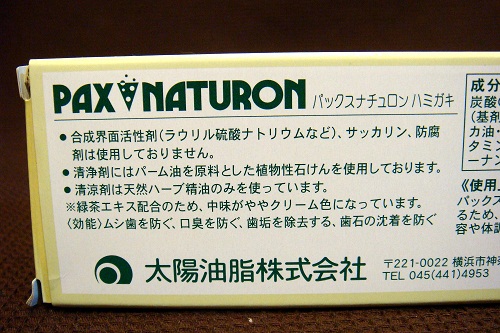 PAX NATURON パックスナチュロン ハミガキ
● 合成界面活性剤(ラウリル硫酸ナトリウムなど)、サッカリン、防腐
剤は使用しておりません。
● 清浄剤にはパーム油を原料とした植物性石けんを使用しております。
● 清涼剤は天然ハーブ精油のみを使っています。
※緑茶エキス配合のため、中味がややクリーム色になっています。
〈効能〉ムシ歯を防ぐ、口臭を防ぐ、歯垢を除去する、歯石の沈着を防ぐ
太陽油脂株式会社
〒221-0022 横浜市神奈
TEL 045(441)4953
成分
炭酸
(基剤
カ油・
タミン
ーナン
《使用
パックス
るため、
容や体調